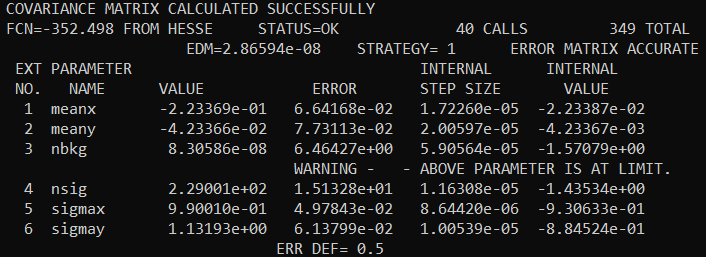 COVARIANCE MATRIX CALCULATED SUCCESSFULLY
FCN=-352.498 FROM HESSE STATUS=OK 40 CALLS 349 TOTAL
EDM=2.86594e-08 STRATEGY= 1 ERROR MATRIX ACCURATE
EXT PARAMETER INTERNAL INTERNAL
NO. NAME VALUE ERROR STEP SIZE VALUE
1 meanx -2.23369e-01 6.64168e-02 1.72260e-05 -2.23387e-02
2 meany -4.23366e-02 7.73113e-02 2.00597e-05 -4.23367e-03
3 nbkg 8.30586e-08 6.46427e+00 5.90564e-05 -1.57079e+00
WARNING - - ABOVE PARAMETER IS AT LIMIT.
4 nsig 2.29001e+02 1.51328e+01 1.16308e-05 -1.43534e+00
5 sigmax 9.90010e-01 4.97843e-02 8.64420e-06 -9.30633e-01
6 sigmay 1.13193e+00 6.13799e-02 1.00539e-05 -8.84524e-01
ERR DEF= 0.5